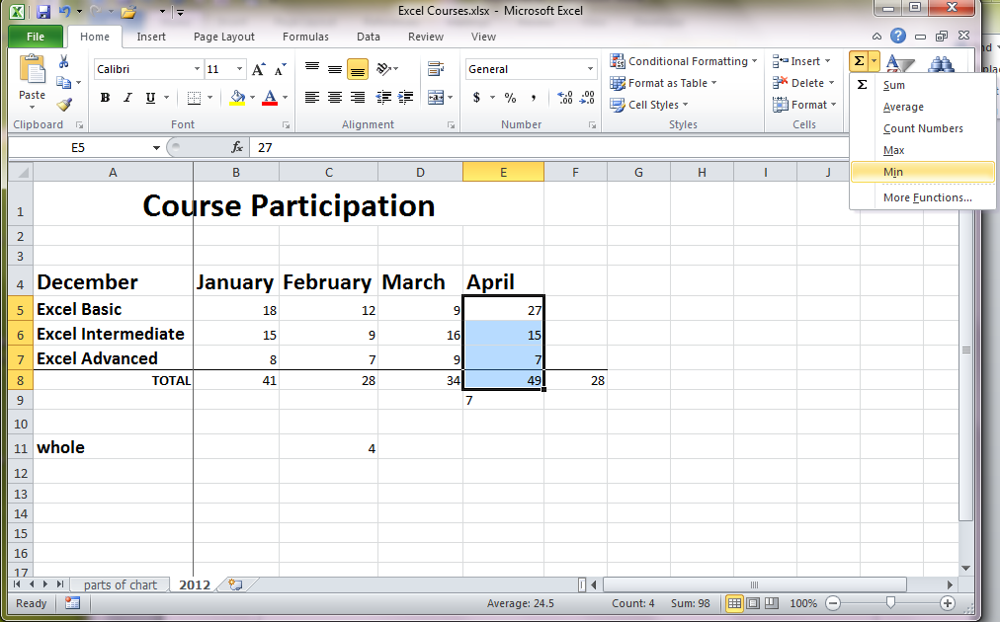 Excel Courses.xlsx - Microsoft Excel
File Home Insert Page Layout Formulas Data Review View
Paste Calibri 11 General Conditional Formatting Insert Σ
B I U $ % , Format as Table Delete
Cell Styles Format
Clipboard Font Alignment Number Styles Cells
Σ Sum
Average
Count Numbers
Max
Min
More Functions...
E5 fx 27
A B C D E F G H I J
1 Course Participation
2
3
4 December January February March April
5 Excel Basic 18 12 9 27
6 Excel Intermediate 15 9 16 15
7 Excel Advanced 8 7 9 7
8 TOTAL 41 28 34 49 28
9 7
10
11 whole 4
12
13
14
15
16
17
parts of chart 2012
Ready Average: 24.5 Count: 4 Sum: 98 100%